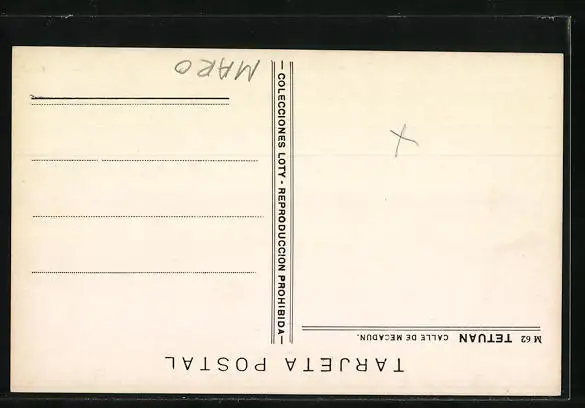 TARJETA POSTAL
M 62 TETUAN CALLE DE MECADUN.
— COLECCIONES LOTY - REPRODUCCION PROHIBIDA —
MARO
X